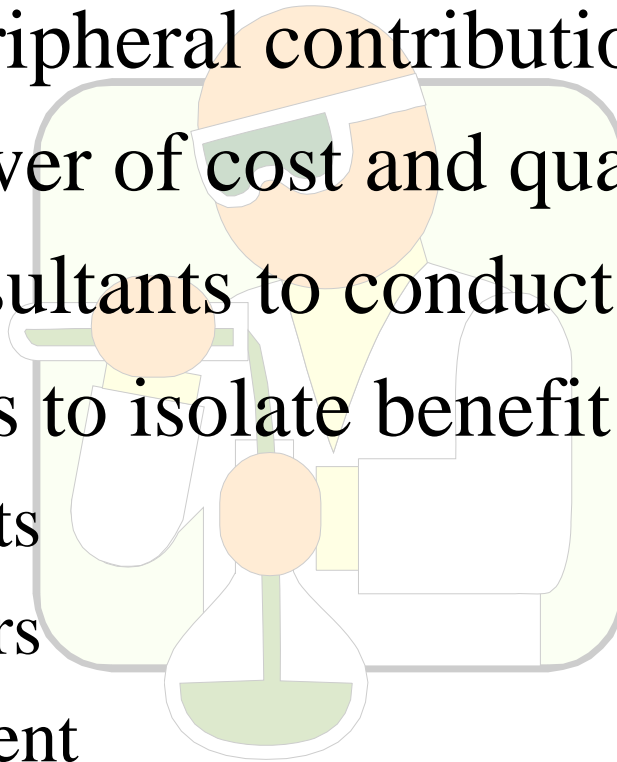 ripheral contributio
ver of cost and qua
sultants to conduct
s to isolate benefit
ts
rs
ent